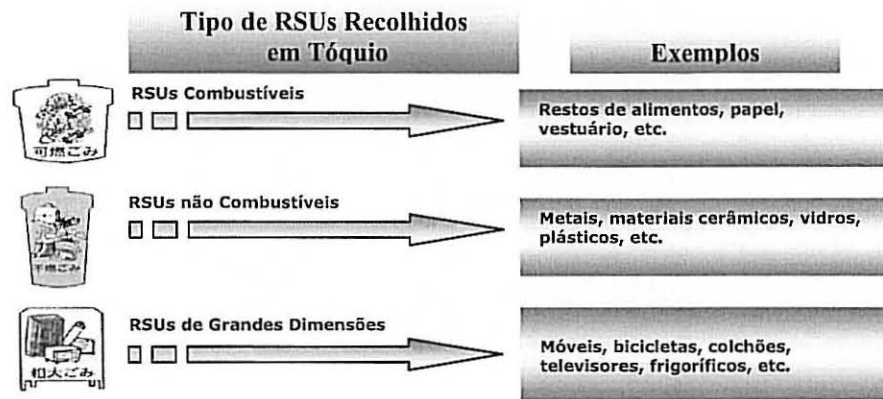 Tipo de RSUs Recolhidos
em Tóquio
Exemplos
RSUs Combustíveis
可燃ごみ
Restos de alimentos, papel,
vestuário, etc.
RSUs não Combustíveis
不燃ごみ
Metais, materiais cerâmicos, vidros,
plásticos, etc.
RSUs de Grandes Dimensões
粗大ごみ
Móveis, bicicletas, colchões,
televisores, frigoríficos, etc.